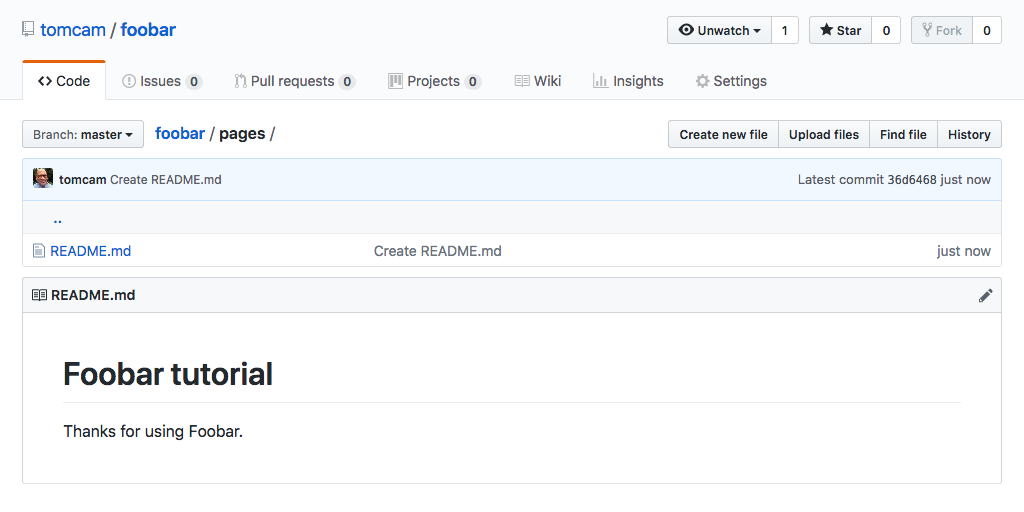 tomcam / foobar Unwatch 1 Star 0 Fork 0
Code Issues 0 Pull requests 0 Projects 0 Wiki Insights Settings
Branch: master foobar / pages / Create new file Upload files Find file History
tomcam Create README.md Latest commit 36d6468 just now
..
README.md Create README.md just now
README.md
Foobar tutorial
Thanks for using Foobar.